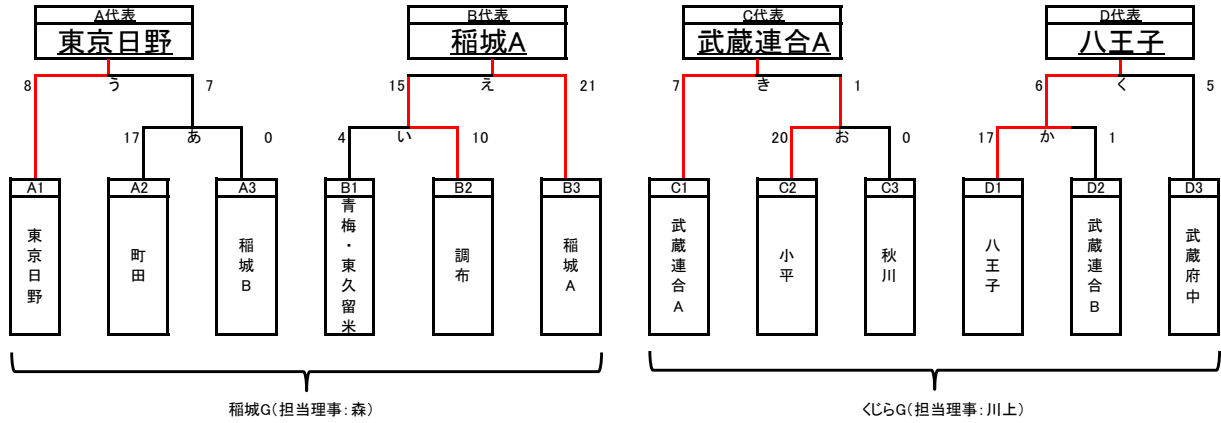 A代表
B代表
C代表
D代表
東京日野
稲城A
武蔵連合A
八王子
8 う 7
15 え 21
7 き 1
6 く 5
17 あ 0
4 い 10
20 お 0
17 か 1
A1
A2
A3
B1
B2
B3
C1
C2
C3
D1
D2
D3
東京日野
町田
稲城B
青梅・東久留米
調布
稲城A
武蔵連合A
小平
秋川
八王子
武蔵連合B
武蔵府中
稲城G(担当理事:森)
くじらG(担当理事:川上)